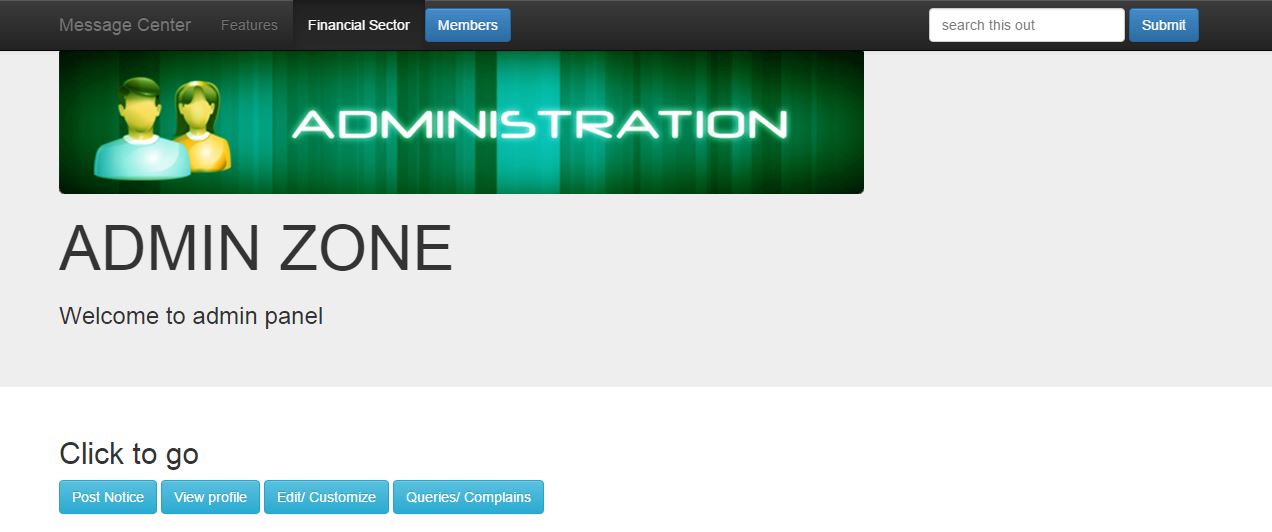 Message Center Features Financial Sector Members search this out Submit
ADMINISTRATION
ADMIN ZONE
Welcome to admin panel
Click to go
Post Notice View profile Edit/ Customize Queries/ Complains